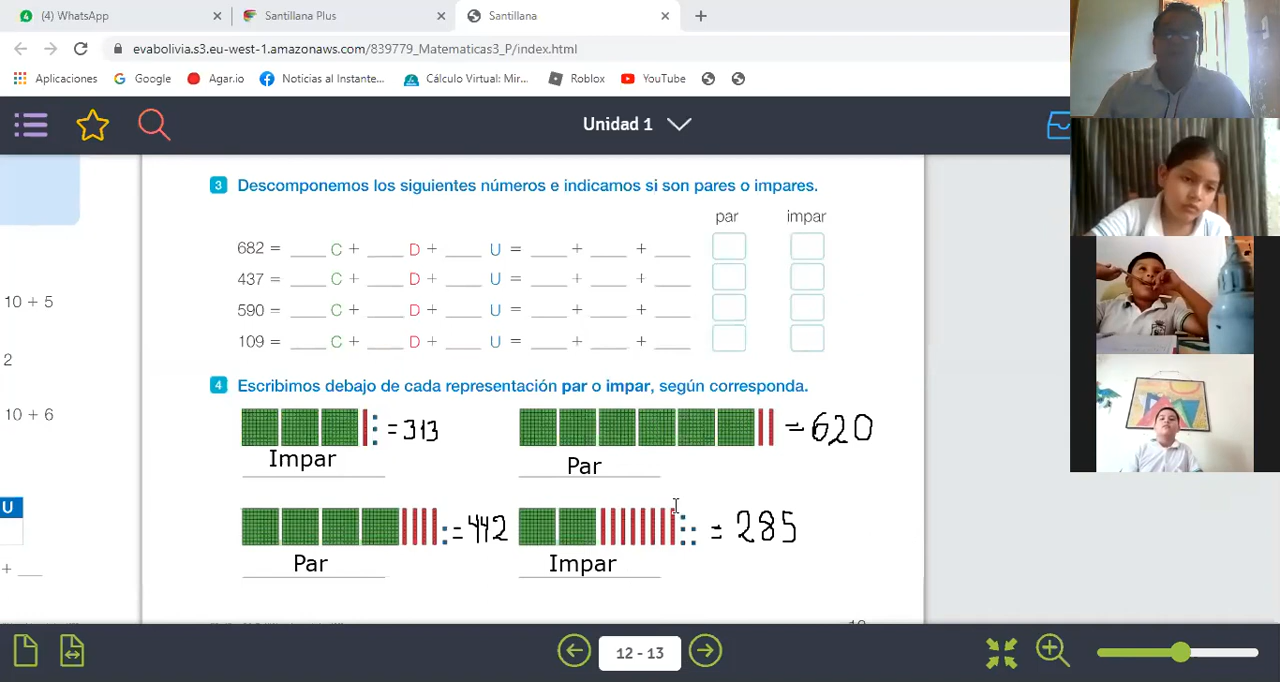 (4) WhatsApp Santillana Plus Santillana
evabolivia.s3.eu-west-1.amazonaws.com/839779_Matematicas3_P/index.html
Aplicaciones Google Agar.io Noticias al Instante... Cálculo Virtual: Mir... Roblox YouTube
Unidad 1
3 Descomponemos los siguientes números e indicamos si son pares o impares.
par impar
682 = ____ C + ____ D + ____ U = ____ + ____ + ____
437 = ____ C + ____ D + ____ U = ____ + ____ + ____
590 = ____ C + ____ D + ____ U = ____ + ____ + ____
109 = ____ C + ____ D + ____ U = ____ + ____ + ____
10 + 5
2
10 + 6
U
+ ___
4 Escribimos debajo de cada representación par o impar, según corresponda.
= 313 = 620
Impar Par
= 442 = 285
Par Impar
12 - 13